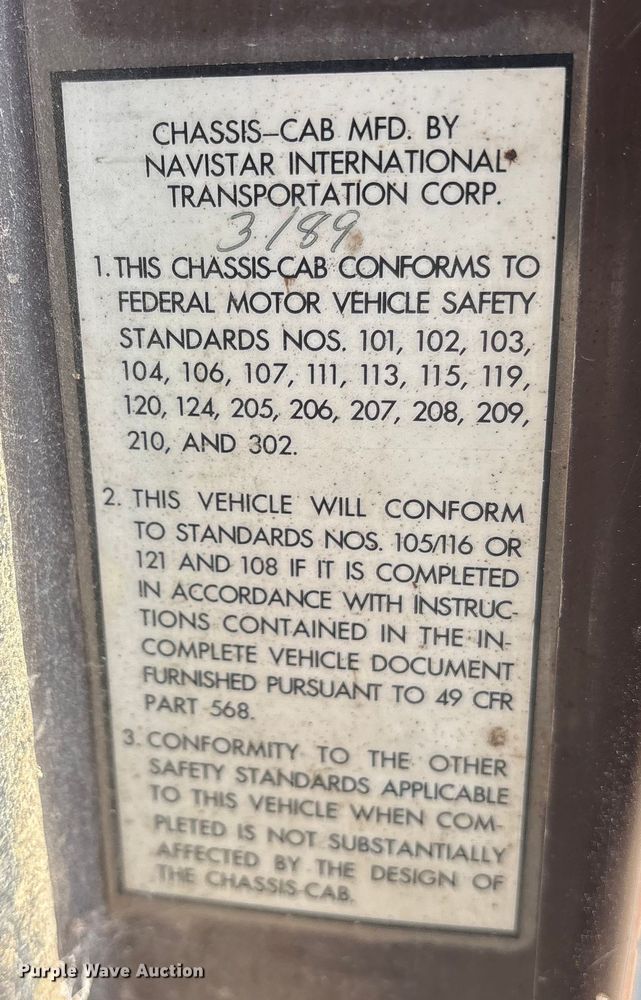 CHASSIS-CAB MFD. BY
NAVISTAR INTERNATIONAL
TRANSPORTATION CORP.
3/89
1. THIS CHASSIS-CAB CONFORMS TO
FEDERAL MOTOR VEHICLE SAFETY
STANDARDS NOS. 101, 102, 103,
104, 106, 107, 111, 113, 115, 119,
120, 124, 205, 206, 207, 208, 209,
210, AND 302.
2. THIS VEHICLE WILL CONFORM
TO STANDARDS NOS. 105/116 OR
121 AND 108 IF IT IS COMPLETED
IN ACCORDANCE WITH INSTRUC-
TIONS CONTAINED IN THE IN-
COMPLETE VEHICLE DOCUMENT
FURNISHED PURSUANT TO 49 CFR
PART 568.
3. CONFORMITY TO THE OTHER
SAFETY STANDARDS APPLICABLE
TO THIS VEHICLE WHEN COM-
PLETED IS NOT SUBSTANTIALLY
AFFECTED BY THE DESIGN OF
THE CHASSIS-CAB.
Purple Wave Auction